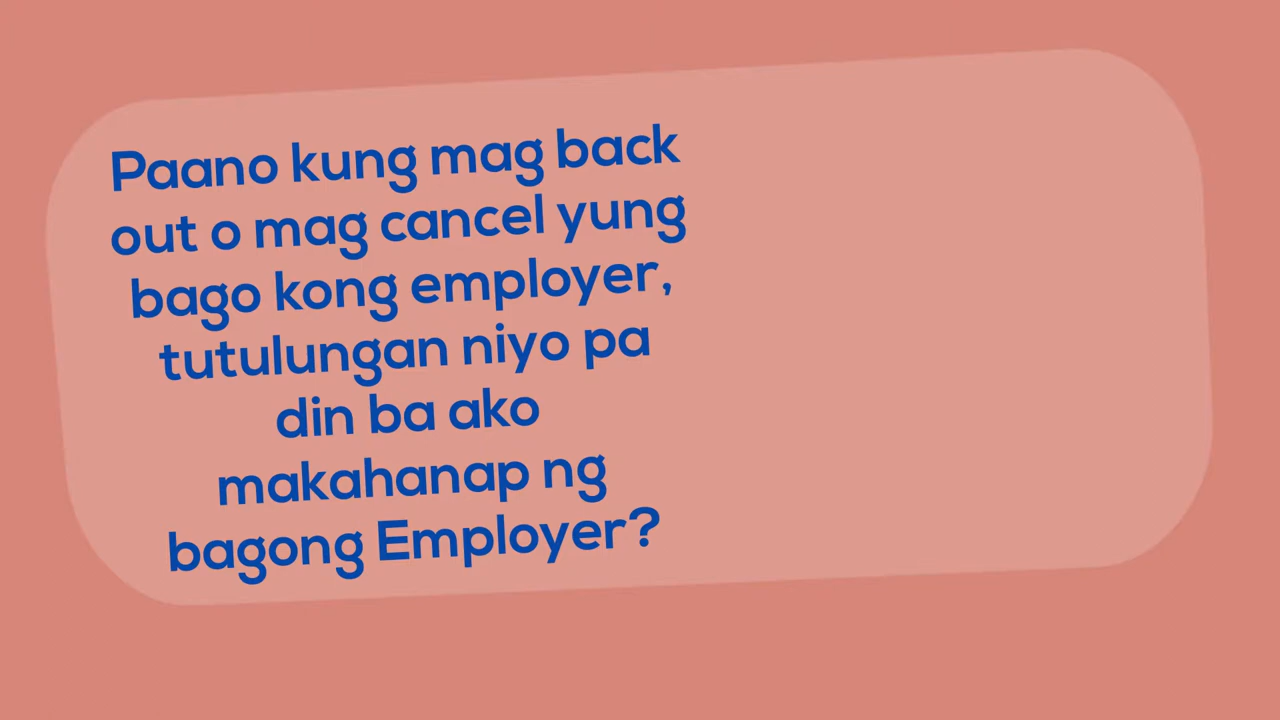 Paano kung mag back
out o mag cancel yung
bago kong employer,
tutulungan niyo pa
din ba ako
makahanap ng
bagong Employer?